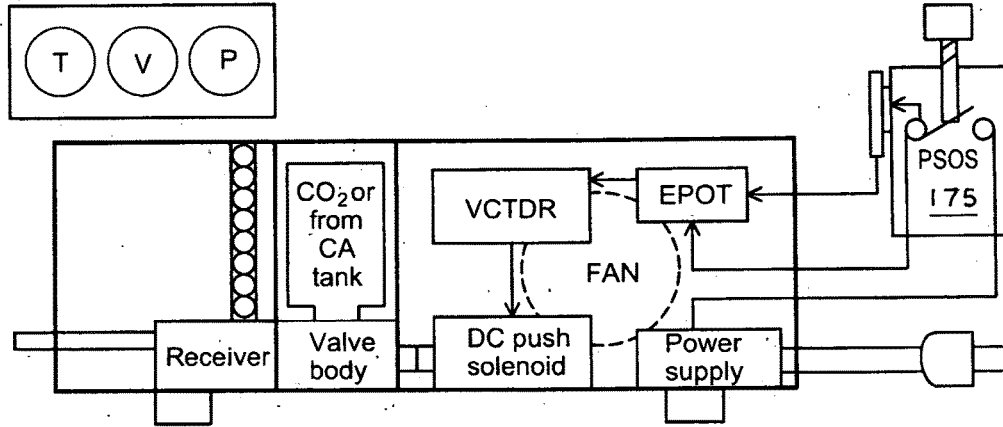 T V P
PSOS
175
CO₂ or
from
CA
tank
VCTDR
EPOT
FAN
Receiver
Valve
body
DC push
solenoid
Power
supply